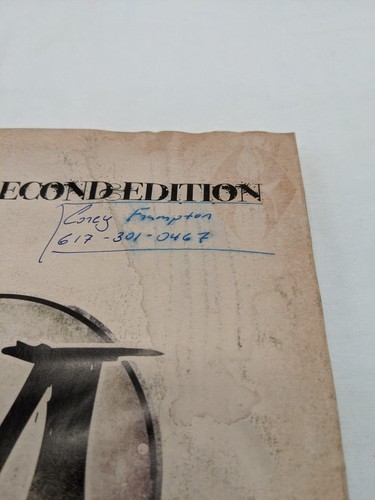 ECOND EDITION
Corey Frampton
617-301-0467